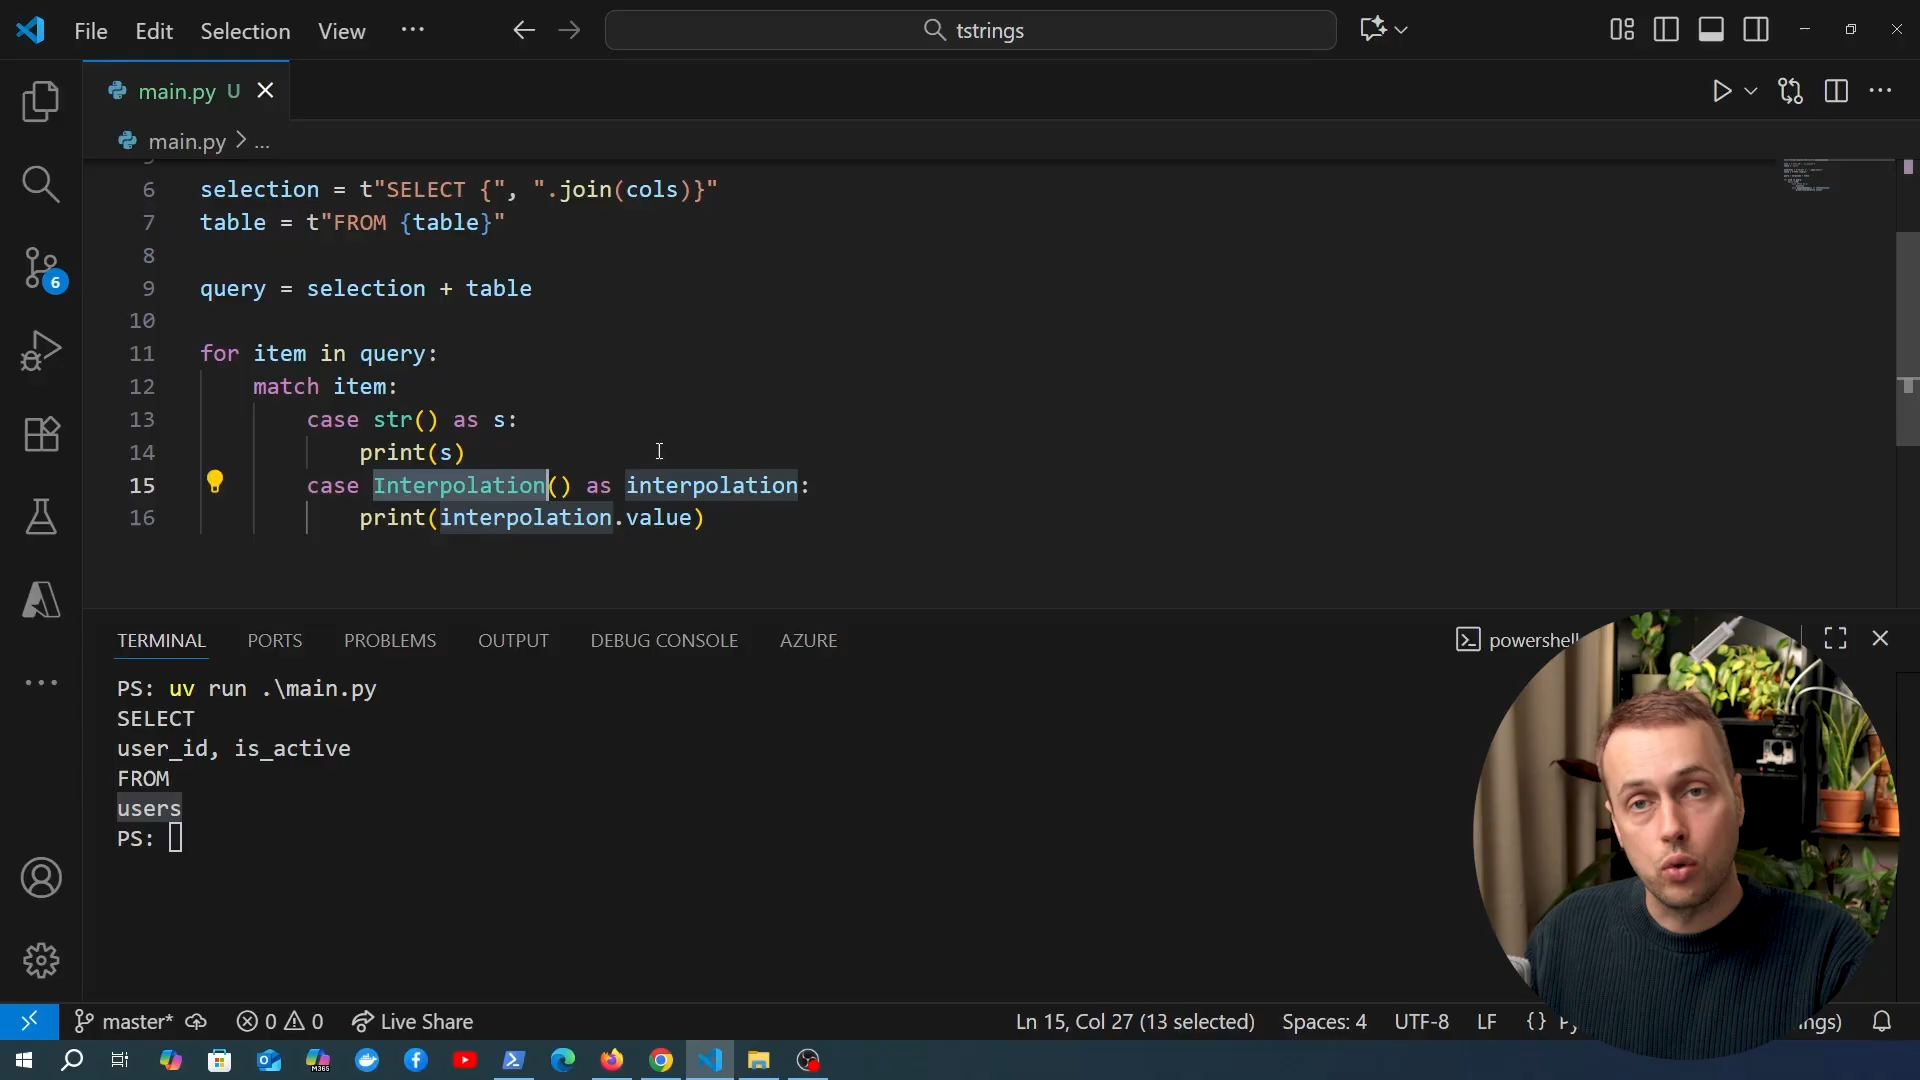 File Edit Selection View ...
tstrings
main.py U
main.py > ...
6 selection = t"SELECT {", ".join(cols)}"
7 table = t"FROM {table}"
8
9 query = selection + table
10
11 for item in query:
12 match item:
13 case str() as s:
14 print(s)
15 case Interpolation() as interpolation:
16 print(interpolation.value)
6
TERMINAL PORTS PROBLEMS OUTPUT DEBUG CONSOLE AZURE
powershell
PS: uv run .\main.py
SELECT
user_id, is_active
FROM
users
PS:
master* 0 0 Live Share Ln 15, Col 27 (13 selected) Spaces: 4 UTF-8 LF {}
M365